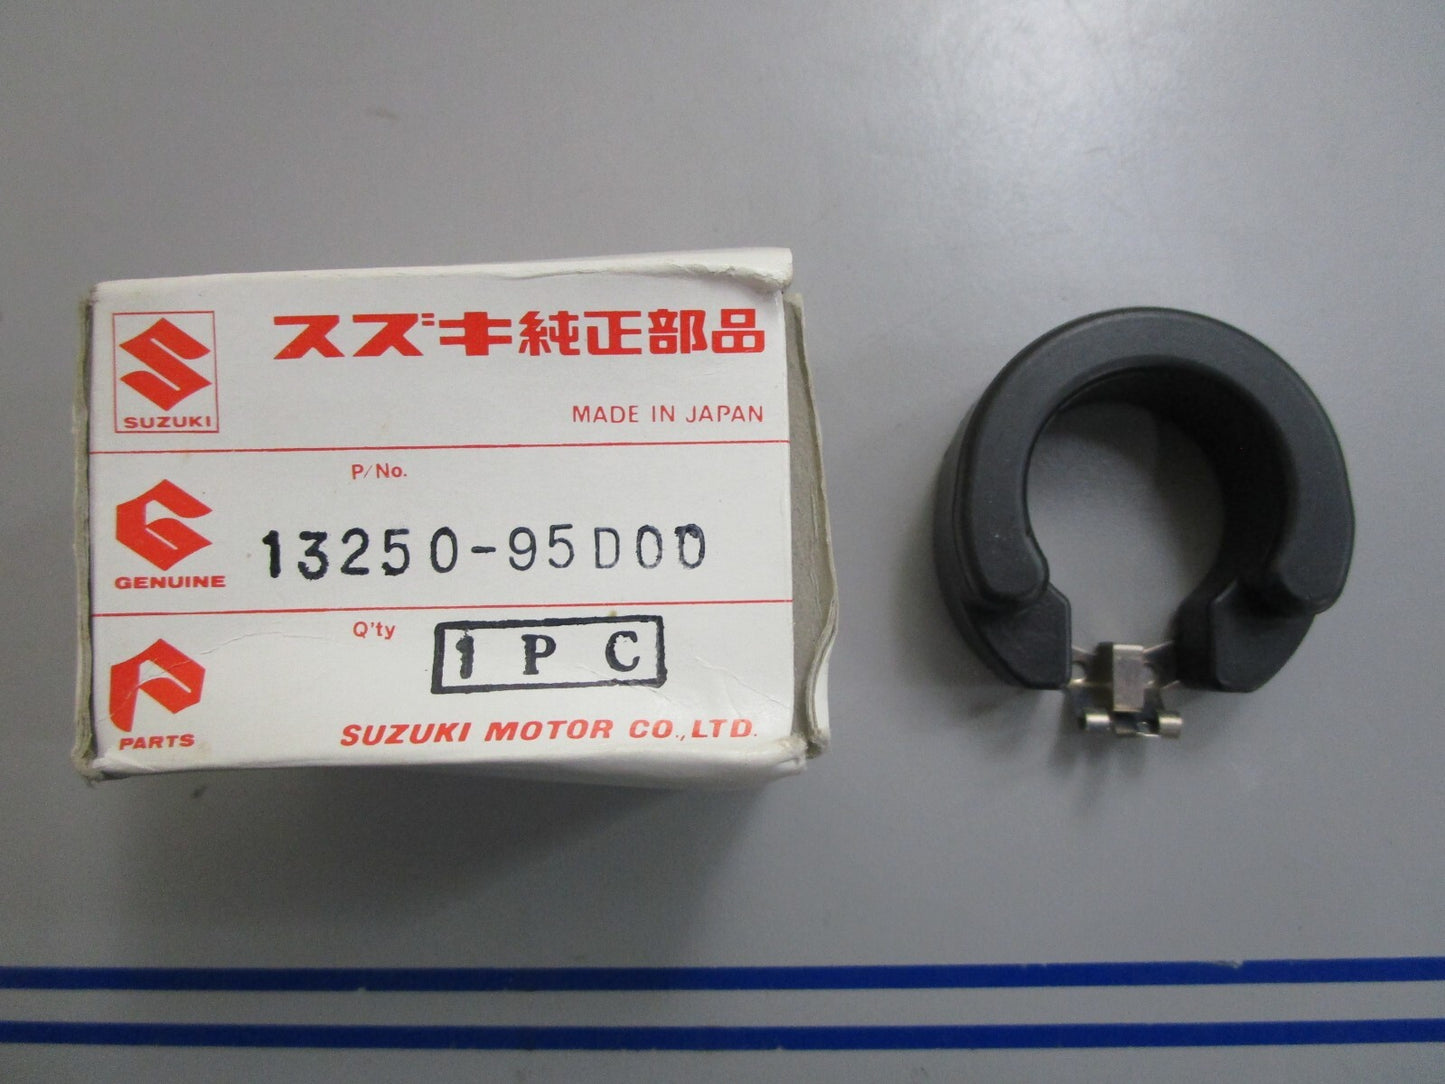 スズキ純正部品
SUZUKI
MADE IN JAPAN
P/No.
13250-95D00
GENUINE
Q'ty
1 P C
PARTS
SUZUKI MOTOR CO.,LTD.